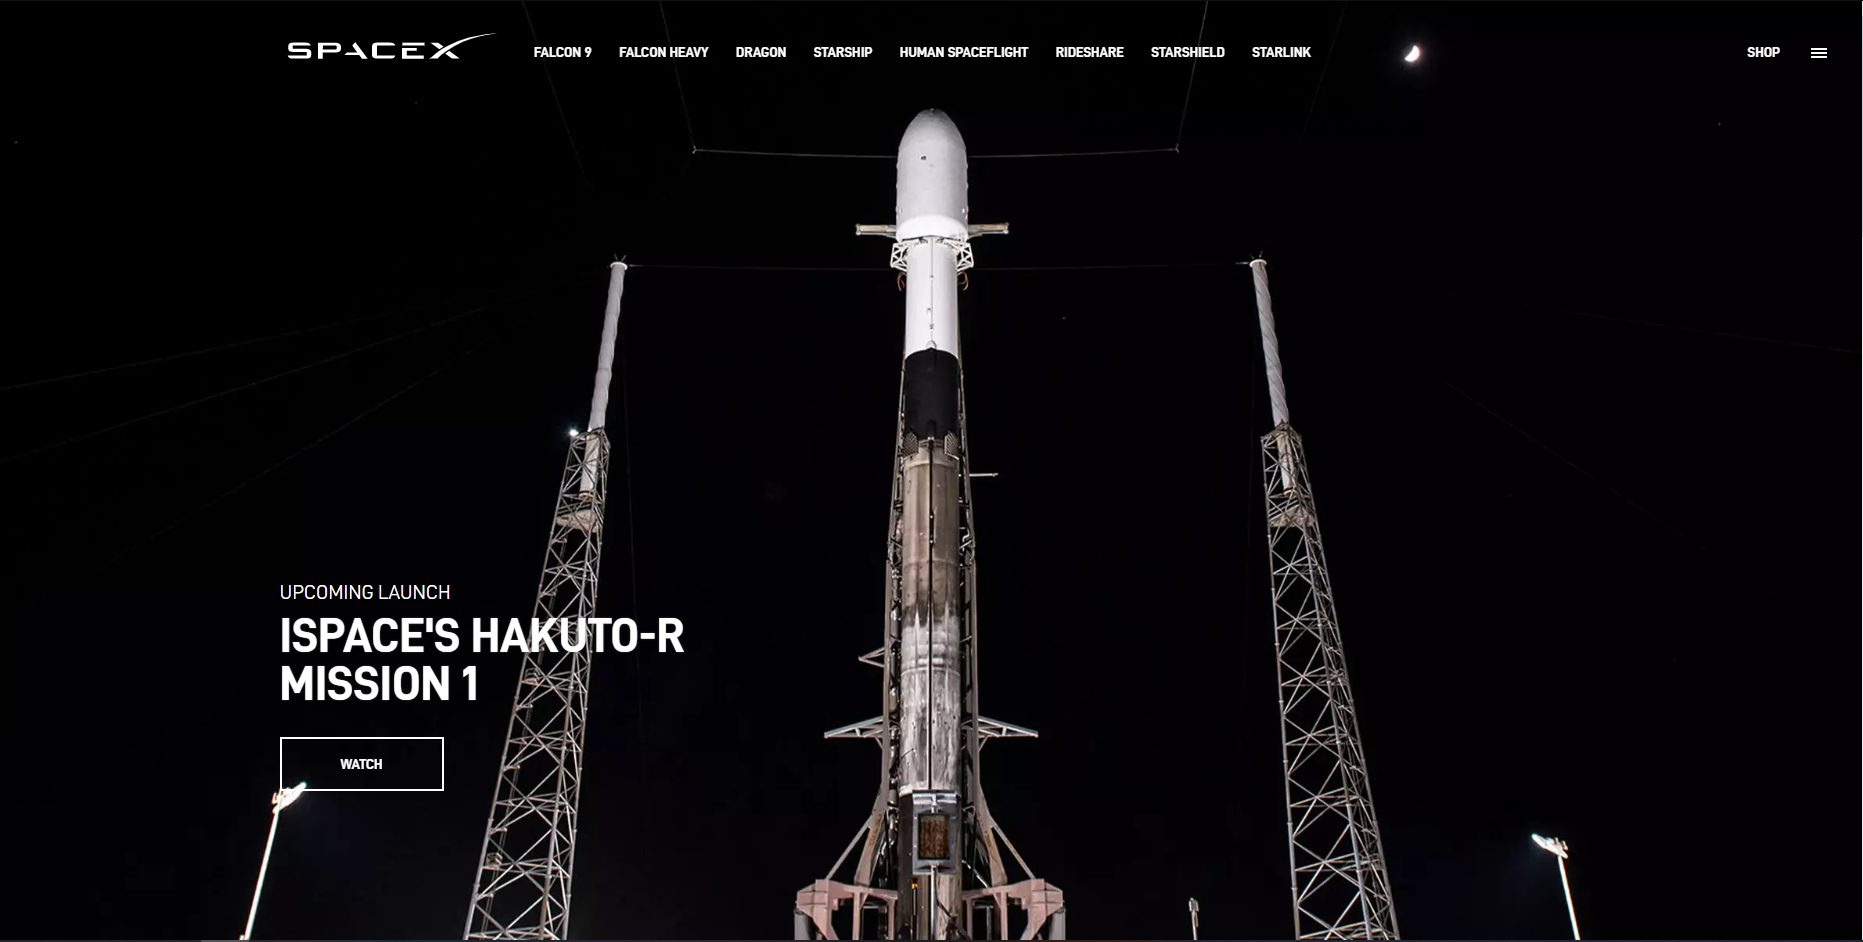 SPACEX
FALCON 9 FALCON HEAVY DRAGON STARSHIP HUMAN SPACEFLIGHT RIDESHARE STARSHIELD STARLINK SHOP
UPCOMING LAUNCH
ISPACE'S HAKUTO-R
MISSION 1
WATCH